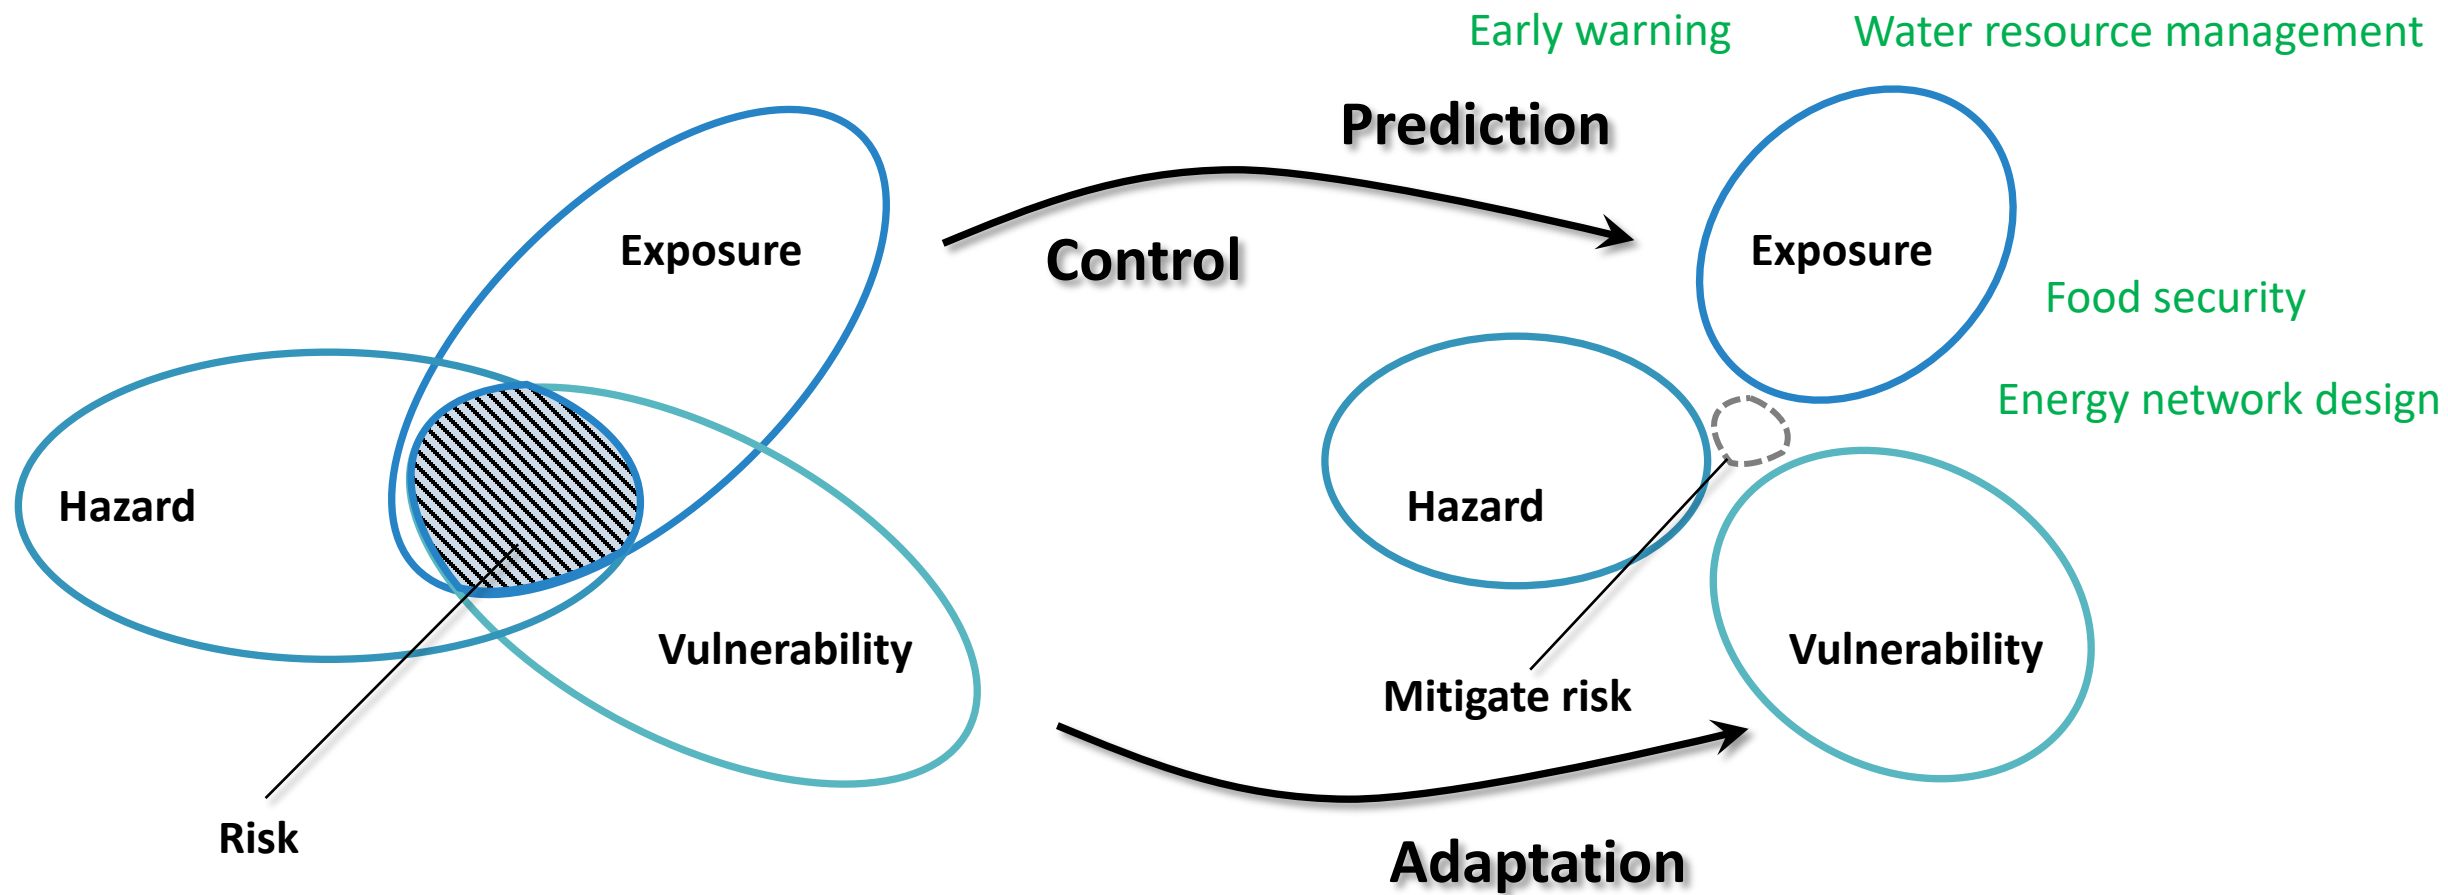 Early warning
Water resource management
Prediction
Exposure
Control
Exposure
Food security
Energy network design
Hazard
Hazard
Vulnerability
Vulnerability
Mitigate risk
Risk
Adaptation